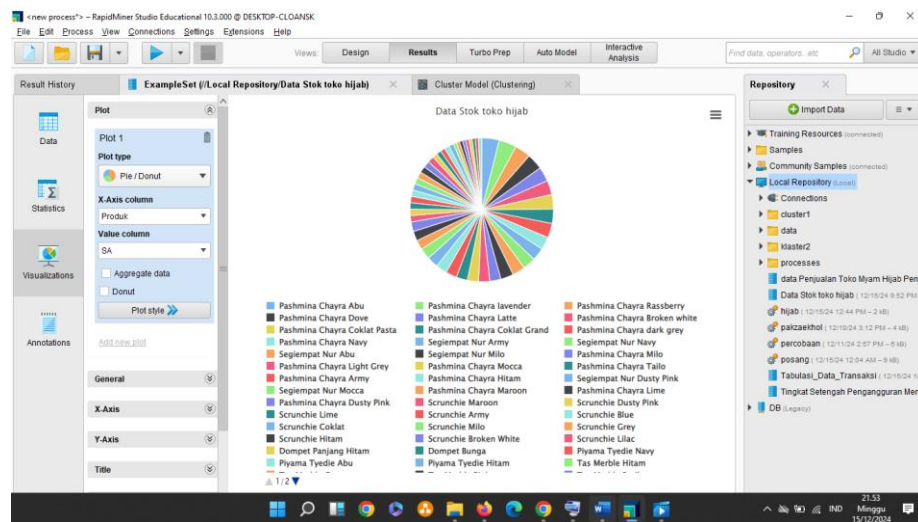 <new process*> – RapidMiner Studio Educational 10.3.000 @ DESKTOP-CLOANSK
File Edit Process View Connections Settings Extensions Help
Views: Design Results Turbo Prep Auto Model Interactive Analysis
Find data, operators...etc All Studio
Result History
ExampleSet (//Local Repository/Data Stok toko hijab)
Cluster Model (Clustering)
Data
Statistics
Visualizations
Annotations
Plot
Plot 1
Plot type
Pie / Donut
X-Axis column
Produk
Value column
SA
Aggregate data
Donut
Plot style
Add new plot
General
X-Axis
Y-Axis
Title
Data Stok toko hijab
Pashmina Chayra Abu Pashmina Chayra lavender Pashmina Chayra Rassberry
Pashmina Chayra Dove Pashmina Chayra Latte Pashmina Chayra Broken white
Pashmina Chayra Coklat Pasta Pashmina Chayra Coklat Grand Pashmina Chayra dark grey
Pashmina Chayra Navy Segiempat Nur Army Segiempat Nur Navy
Segiempat Nur Abu Segiempat Nur Milo Pashmina Chayra Milo
Pashmina Chayra Light Grey Pashmina Chayra Mocca Pashmina Chayra Tailo
Pashmina Chayra Army Pashmina Chayra Hitam Segiempat Nur Dusty Pink
Segiempat Nur Mocca Pashmina Chayra Maroon Pashmina Chayra Lime
Pashmina Chayra Dusty Pink Scrunchie Maroon Scrunchie Dusty Pink
Scrunchie Lime Scrunchie Army Scrunchie Blue
Scrunchie Coklat Scrunchie Milo Scrunchie Grey
Scrunchie Hitam Scrunchie Broken White Scrunchie Lilac
Dompet Panjang Hitam Dompet Bunga Piyama Tyedie Navy
Piyama Tyedie Abu Piyama Tyedie Hitam Tas Merble Hitam
1/2
Repository
Import Data
Training Resources (connected)
Samples
Community Samples (connected)
Local Repository (Local)
Connections
cluster1
data
klaster2
processes
data Penjualan Toko Myam Hijab Pen
Data Stok toko hijab (12/15/24 9:52 PM
hijab (12/15/24 12:44 PM – 2 kB)
pakzaekhol (12/10/24 3:12 PM – 4 kB)
percobaan (12/11/24 2:57 PM – 6 kB)
posang (12/15/24 12:54 AM – 9 kB)
Tabulasi_Data_Transaksi (12/15/24
Tingkat Setengah Pengangguran Mer
DB (Legacy)
IND
21.53
Minggu
15/12/2024